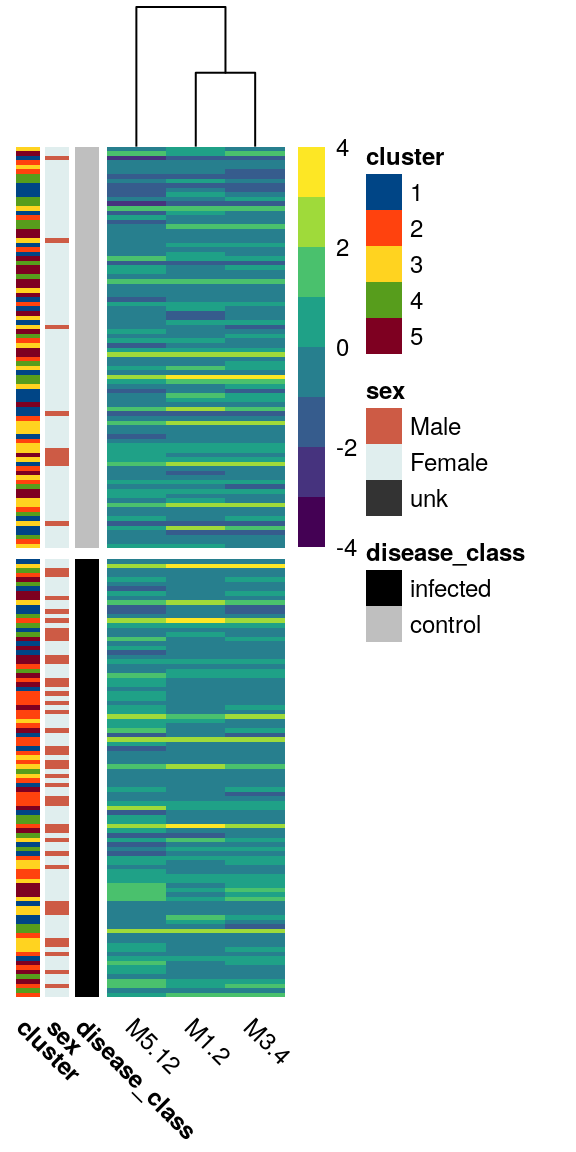 4
2
0
-2
-4
cluster
1
2
3
4
5
sex
Male
Female
unk
disease_class
infected
control
cluster
sex
disease_class
M5.12
M1.2
M3.4